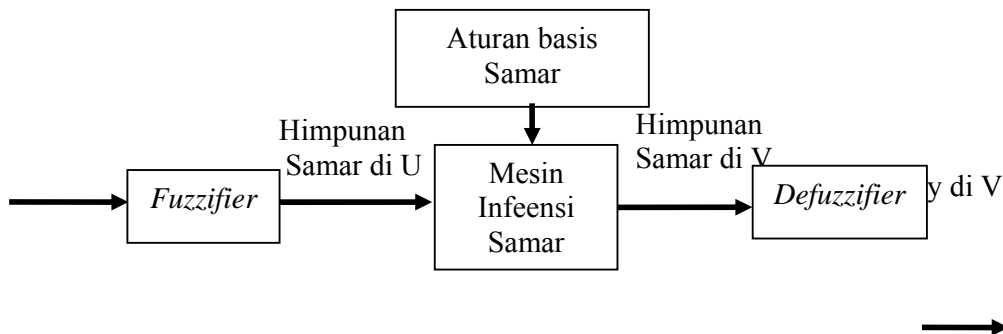 Aturan basis
Samar
Himpunan
Samar di U
Himpunan
Samar di V
Fuzzifier
Mesin
Infeensi
Samar
Defuzzifier
y di V